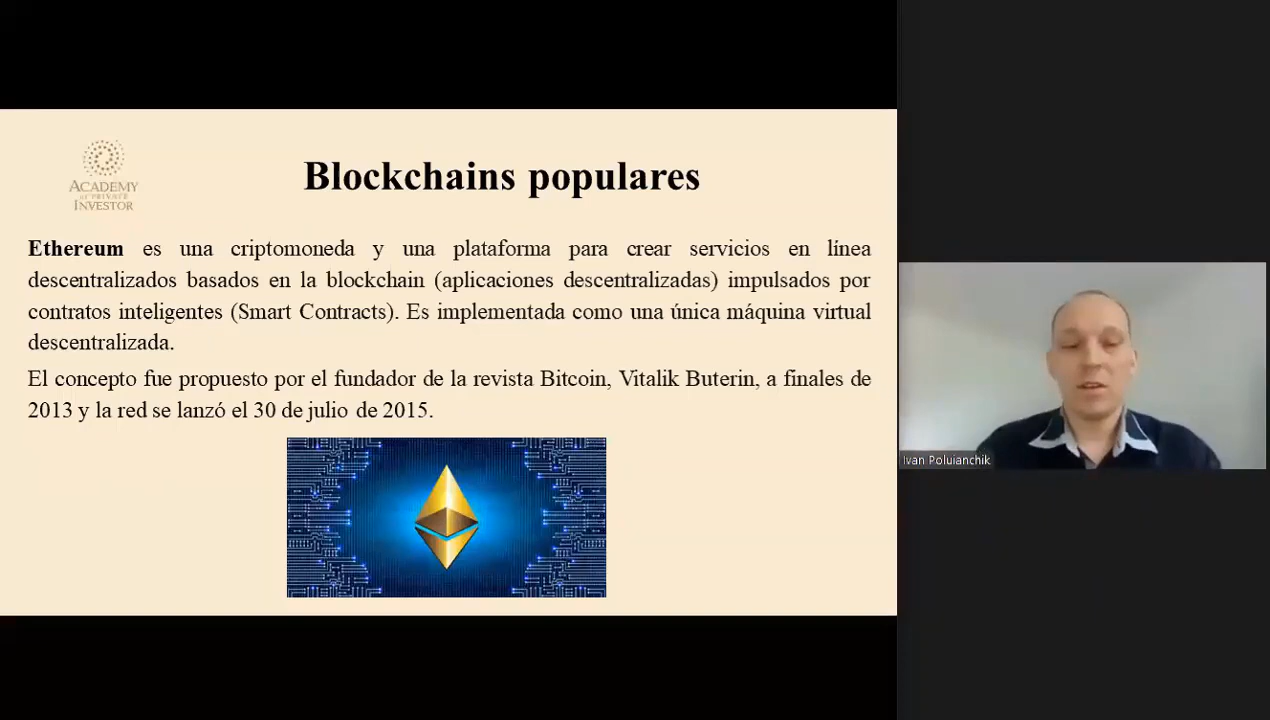 ACADEMY
OF PRIVATE
INVESTOR
Blockchains populares
Ethereum es una criptomoneda y una plataforma para crear servicios en línea
descentralizados basados en la blockchain (aplicaciones descentralizadas) impulsados por
contratos inteligentes (Smart Contracts). Es implementada como una única máquina virtual
descentralizada.
El concepto fue propuesto por el fundador de la revista Bitcoin, Vitalik Buterin, a finales de
2013 y la red se lanzó el 30 de julio de 2015.
Ivan Poluianchik